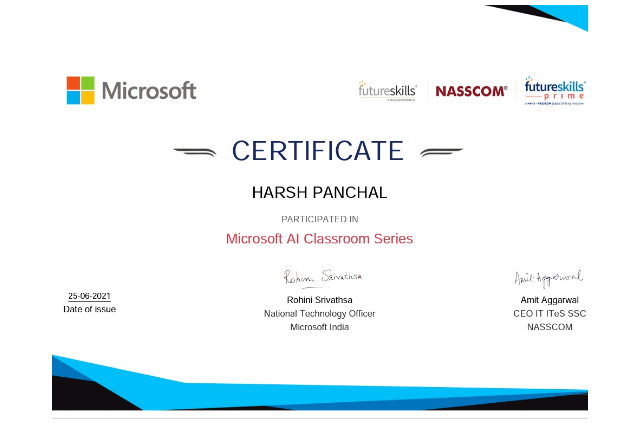 Microsoft
futureskills
NASSCOM®
futureskills
prime
CERTIFICATE
HARSH PANCHAL
PARTICIPATED IN
Microsoft AI Classroom Series
Rohini Srivathsa
Amit Aggarwal
25-06-2021
Date of issue
Rohini Srivathsa
National Technology Officer
Microsoft India
Amit Aggarwal
CEO IT ITeS SSC
NASSCOM